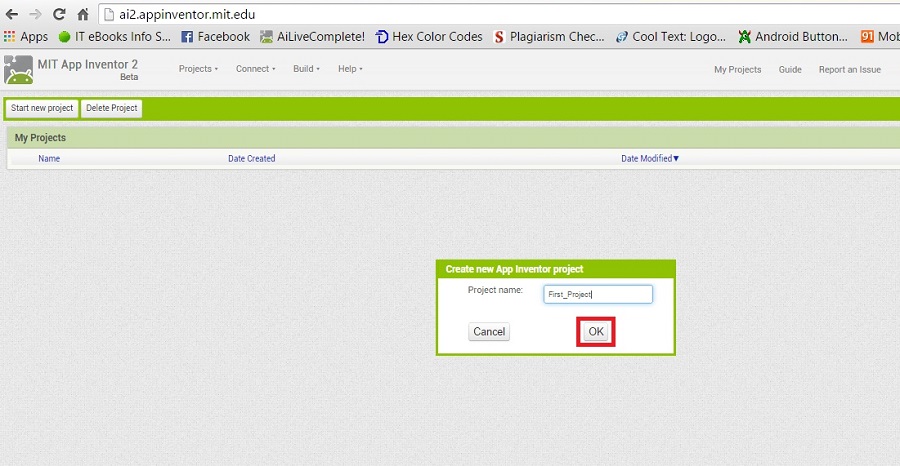 ai2.appinventor.mit.edu
Apps IT eBooks Info S... Facebook AiLiveComplete! Hex Color Codes Plagiarism Chec... Cool Text: Logo... Android Button... 91 Mob
MIT App Inventor 2
Beta
Projects Connect Build Help My Projects Guide Report an Issue
Start new project Delete Project
My Projects
Name Date Created Date Modified▼
Create new App Inventor project
Project name: First_Project
Cancel OK